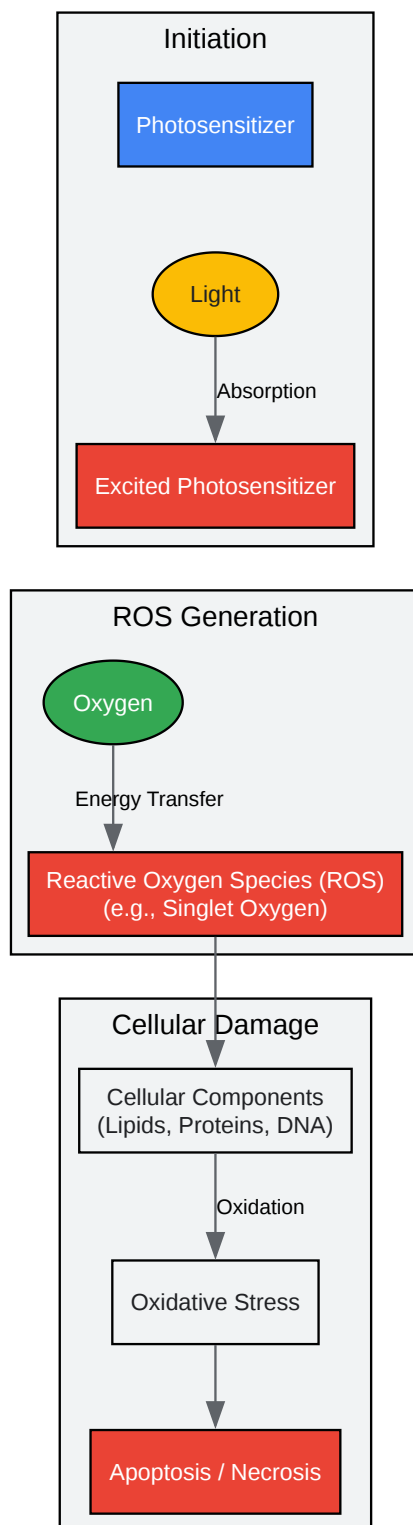 Initiation
Photosensitizer
Light
Absorption
Excited Photosensitizer
ROS Generation
Oxygen
Energy Transfer
Reactive Oxygen Species (ROS)
(e.g., Singlet Oxygen)
Cellular Damage
Cellular Components
(Lipids, Proteins, DNA)
Oxidation
Oxidative Stress
Apoptosis / Necrosis